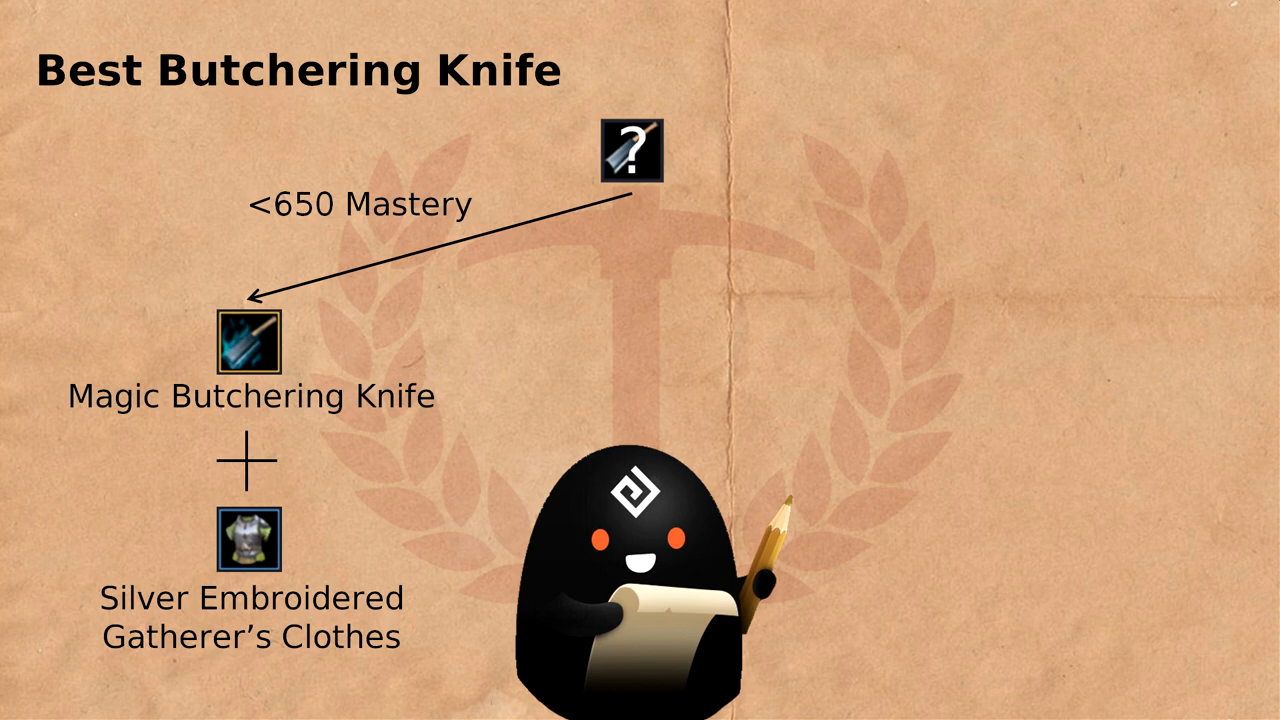 Best Butchering Knife
?
<650 Mastery
Magic Butchering Knife
Silver Embroidered
Gatherer’s Clothes